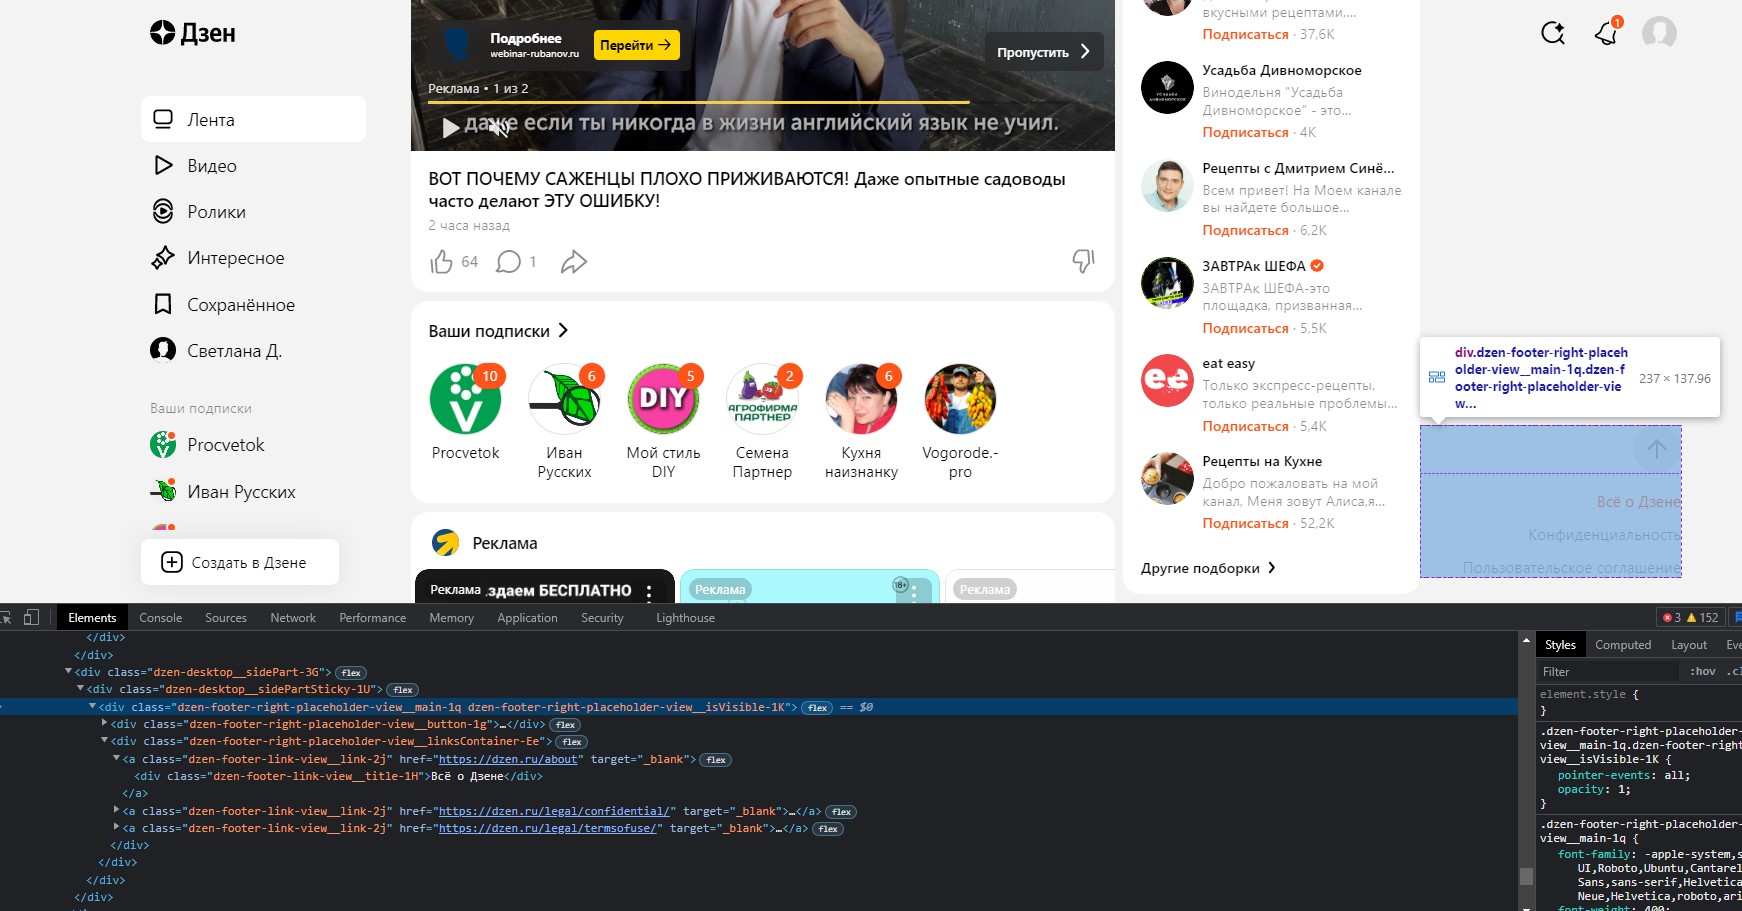 Дзен
Лента
Видео
Ролики
Интересное
Сохранённое
Светлана Д.
Ваши подписки
Procvetok
Иван Русских
Создать в Дзене
Подробнее
webinar-rubanov.ru
Перейти
Пропустить
Реклама • 1 из 2
даже если ты никогда в жизни английский язык не учил.
ВОТ ПОЧЕМУ САЖЕНЦЫ ПЛОХО ПРИЖИВАЮТСЯ! Даже опытные садоводы
часто делают ЭТУ ОШИБКУ!
2 часа назад
64
1
Ваши подписки
10
6
5
2
6
DIY
АГРОФИРМА
ПАРТНЕР
Procvetok
Иван
Русских
Мой стиль
DIY
Семена
Партнер
Кухня
наизнанку
Vogorode.-
pro
Реклама
Реклама
здаем БЕСПЛАТНО
Реклама
18+
Реклама
вкусными рецептами,...
Подписаться · 37,6K
УСАДЬБА
ДИВНОМОРСКОЕ
Усадьба Дивноморское
Винодельня "Усадьба
Дивноморское" - это...
Подписаться · 4K
Рецепты с Дмитрием Синё...
Всем привет! На Моем канале
вы найдете большое...
Подписаться · 6,2K
ЗАВТРАк ШЕФА
ЗАВТРАк ШЕФА-это
площадка, призванная...
Подписаться · 5,5K
ee
eat easy
Только экспресс-рецепты,
только реальные проблемы...
Подписаться · 5,4K
Рецепты на Кухне
Добро пожаловать на мой
канал, Меня зовут Алиса,я...
Подписаться · 52,2K
Другие подборки
1
div.dzen-footer-right-placeh
older-view__main-1q.dzen-f
ooter-right-placeholder-vie
w...
237 × 137.96
Всё о Дзене
Конфиденциальность
Пользовательское соглашение
Elements Console Sources Network Performance Memory Application Security Lighthouse
3 152
</div>
</div>
<div class="dzen-desktop__sidePart-3G"> flex
<div class="dzen-desktop__sidePartSticky-1U"> flex
<div class="dzen-footer-right-placeholder-view__main-1q dzen-footer-right-placeholder-view__isVisible-1K"> flex == $0
<div class="dzen-footer-right-placeholder-view__button-1g">…</div> flex
<div class="dzen-footer-right-placeholder-view__linksContainer-Ee"> flex
<a class="dzen-footer-link-view__link-2j" href="https://dzen.ru/about" target="_blank"> flex
<div class="dzen-footer-link-view__title-1H">Всё о Дзене</div>
</a>
<a class="dzen-footer-link-view__link-2j" href="https://dzen.ru/legal/confidential/" target="_blank">…</a> flex
<a class="dzen-footer-link-view__link-2j" href="https://dzen.ru/legal/termsofuse/" target="_blank">…</a> flex
</div>
</div>
</div>
</div>
Styles Computed Layout Eve
Filter :hov .cl
element.style {
}
.dzen-footer-right-placeholder-
view__main-1q.dzen-footer-right
view__isVisible-1K {
pointer-events: all;
opacity: 1;
}
.dzen-footer-right-placeholder-
view__main-1q {
font-family: -apple-system,s
UI,Roboto,Ubuntu,Cantarel
Sans,sans-serif,Helvetica
Neue,Helvetica,roboto,ari
font-weight: 400;